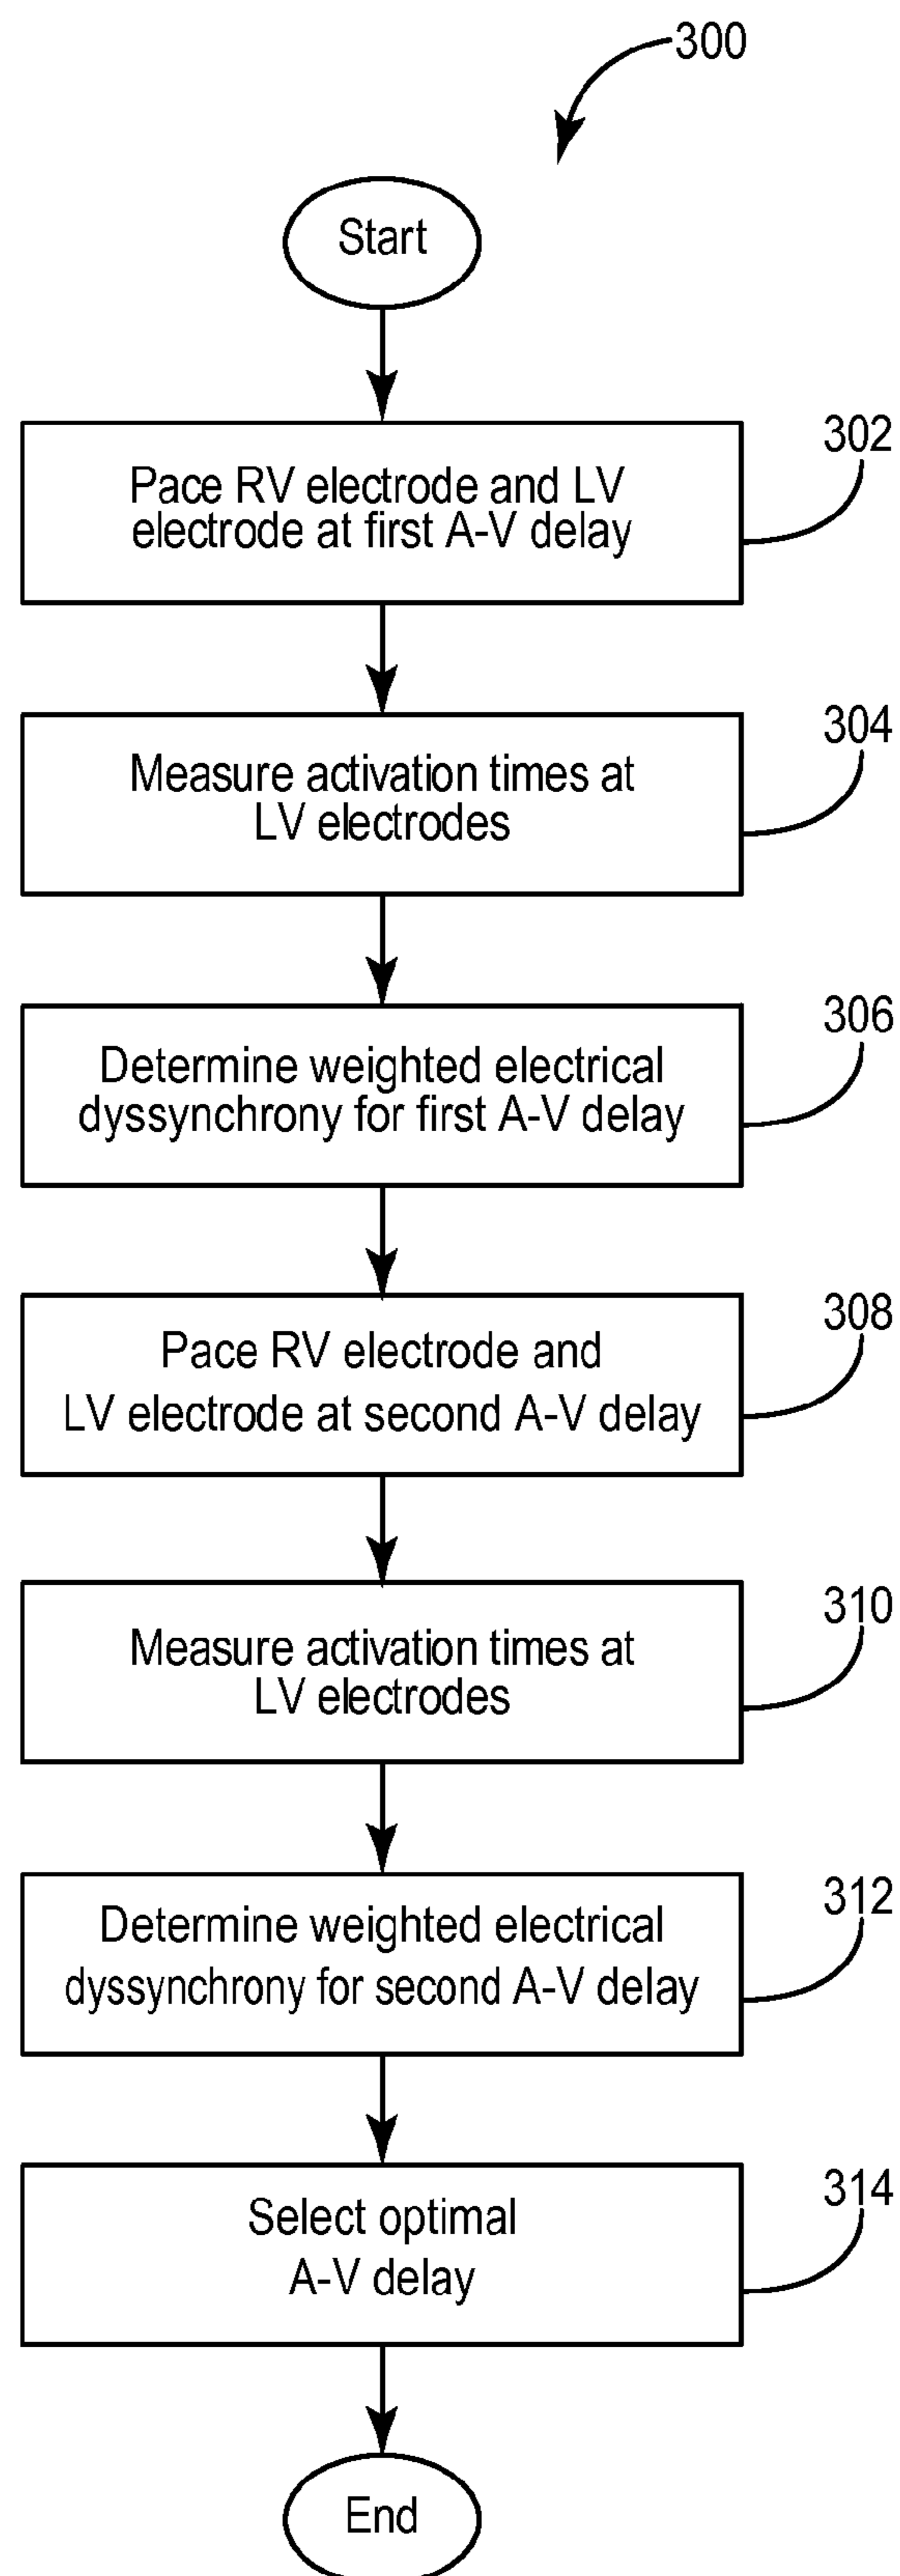 300
Start
302
Pace RV electrode and LV
electrode at first A-V delay
304
Measure activation times at
LV electrodes
306
Determine weighted electrical
dyssynchrony for first A-V delay
308
Pace RV electrode and
LV electrode at second A-V delay
310
Measure activation times at
LV electrodes
312
Determine weighted electrical
dyssynchrony for second A-V delay
314
Select optimal
A-V delay
End